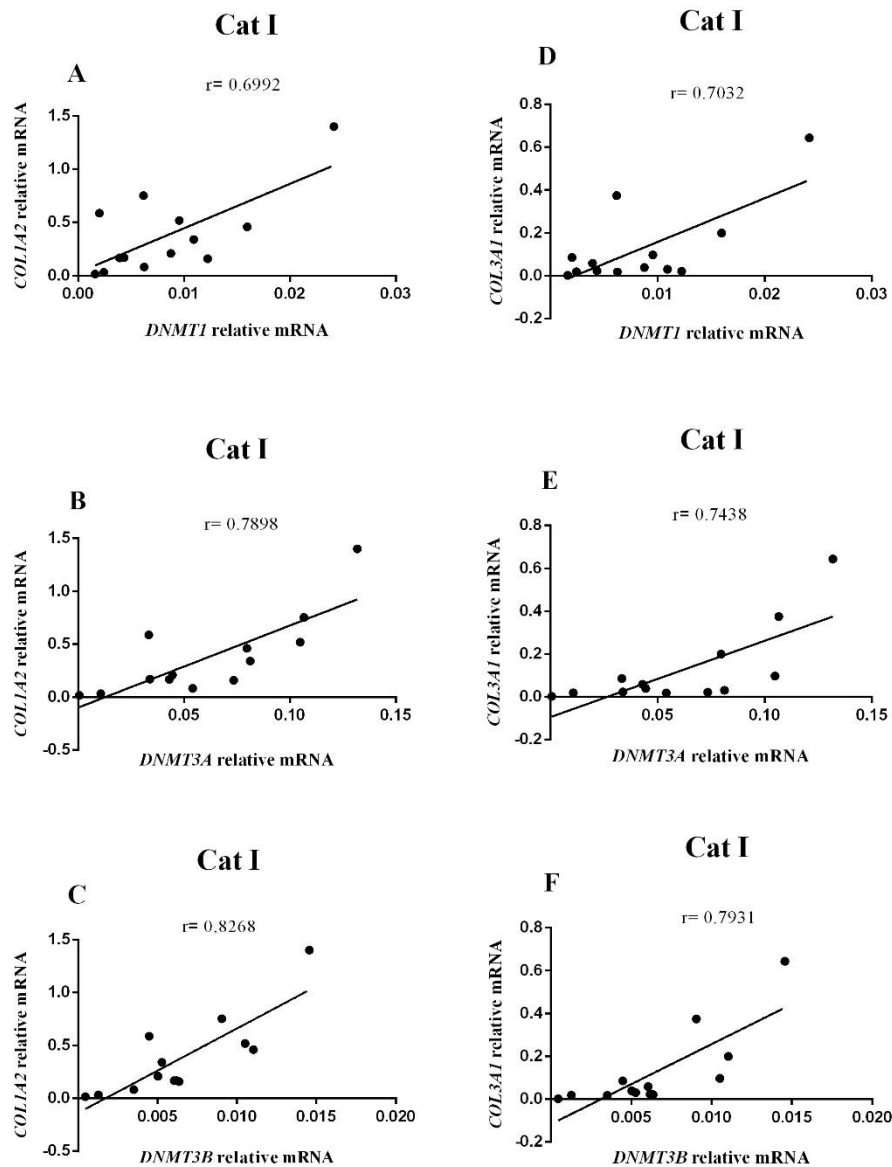 Cat I
A
r= 0.6992
COL1A2 relative mRNA
1.5
1.0
0.5
0.0
0.00
0.01
0.02
0.03
DNMT1 relative mRNA
Cat I
D
r= 0.7032
COL3A1 relative mRNA
0.8
0.6
0.4
0.2
0.0
-0.2
0.01
0.02
0.03
DNMT1 relative mRNA
Cat I
B
r= 0.7898
COL1A2 relative mRNA
1.5
1.0
0.5
0.0
-0.5
0.05
0.10
0.15
DNMT3A relative mRNA
Cat I
E
r= 0.7438
COL3A1 relative mRNA
0.8
0.6
0.4
0.2
0.0
-0.2
0.05
0.10
0.15
DNMT3A relative mRNA
Cat I
C
r= 0,8268
COL1A2 relative mRNA
1.5
1.0
0.5
0.0
-0.5
0.005
0.010
0.015
0.020
DNMT3B relative mRNA
Cat I
F
r= 0.7931
COL3A1 relative mRNA
0.8
0.6
0.4
0.2
0.0
-0.2
0.005
0.010
0.015
0.020
DNMT3B relative mRNA